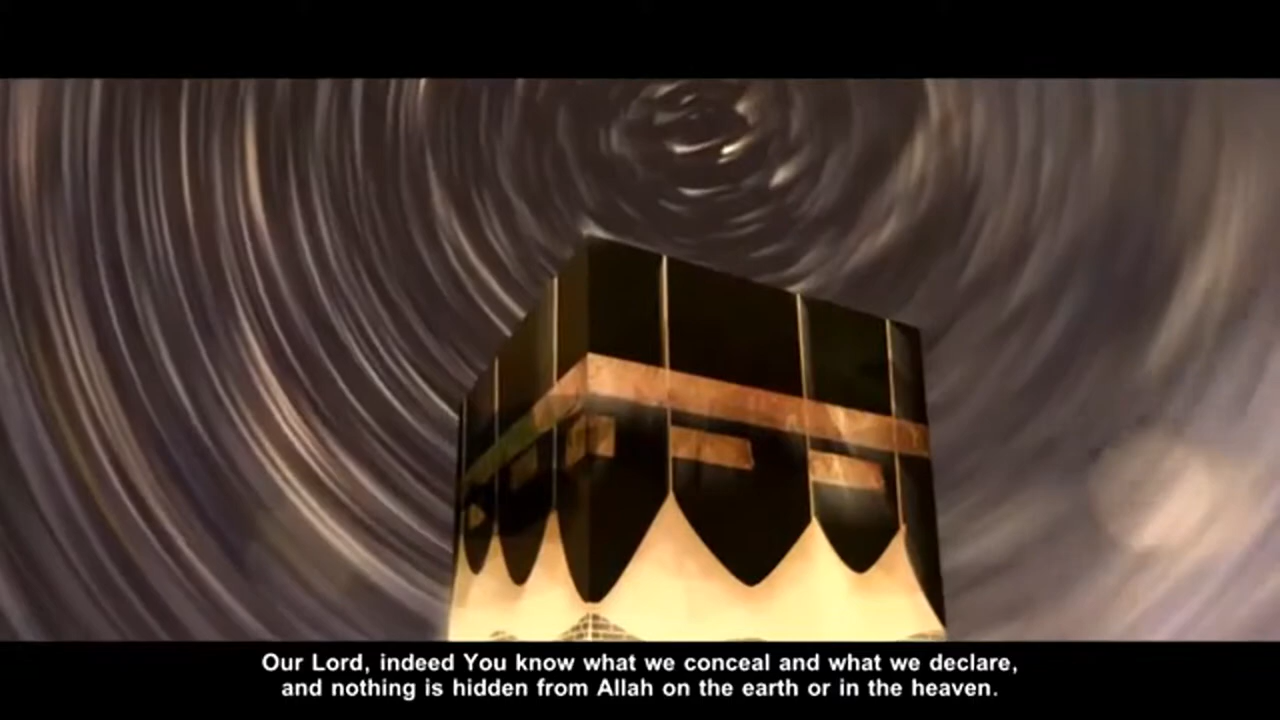 Our Lord, indeed You know what we conceal and what we declare,
and nothing is hidden from Allah on the earth or in the heaven.